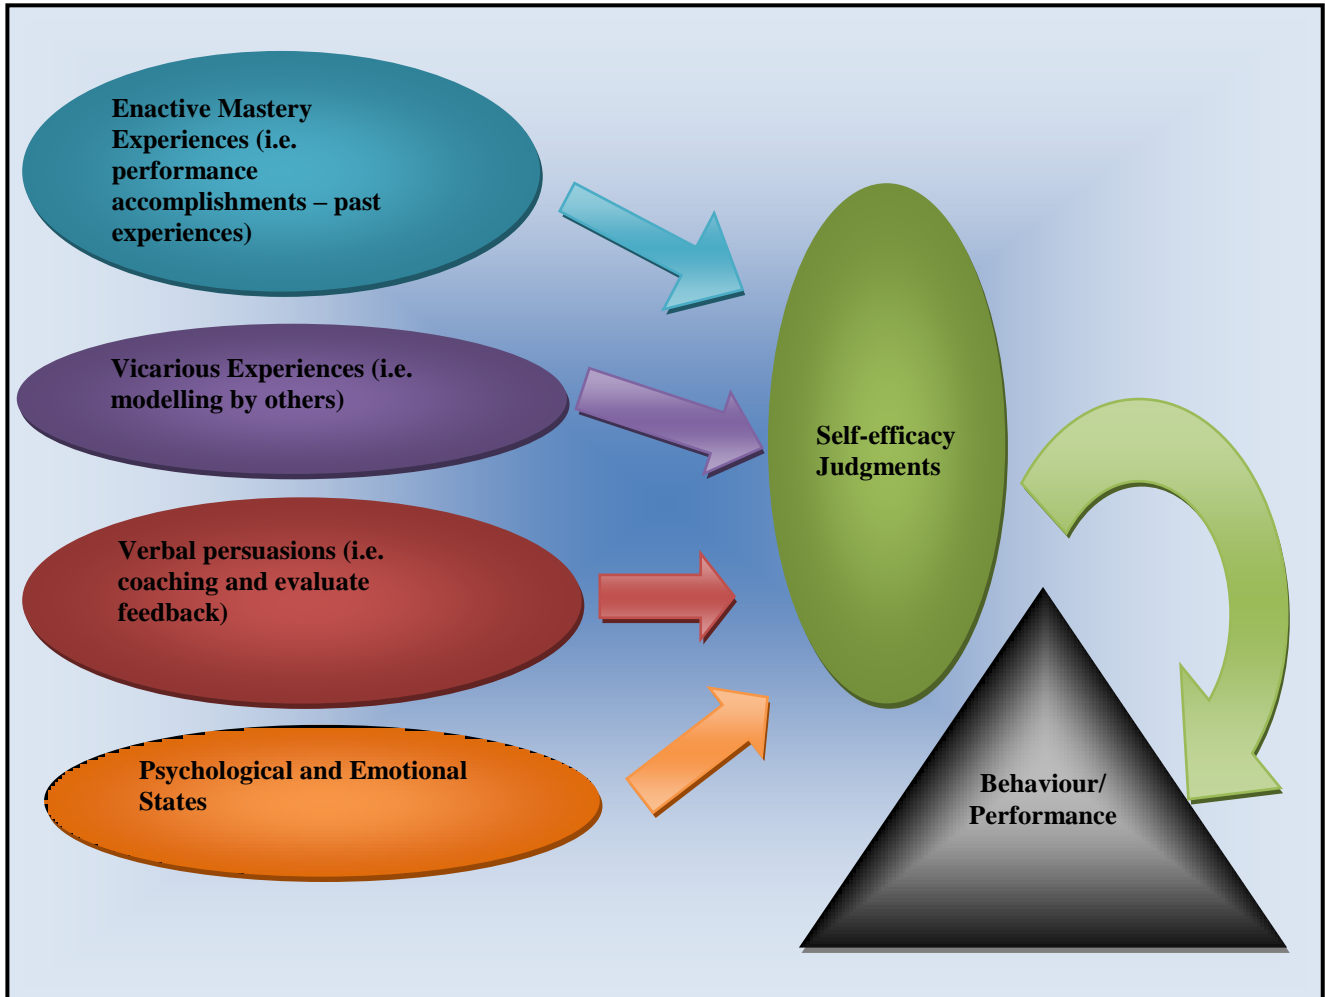 Enactive Mastery
Experiences (i.e.
performance
accomplishments – past
experiences)
Vicarious Experiences (i.e.
modelling by others)
Verbal persuasions (i.e.
coaching and evaluate
feedback)
Psychological and Emotional
States
Self-efficacy
Judgments
Behaviour/
Performance